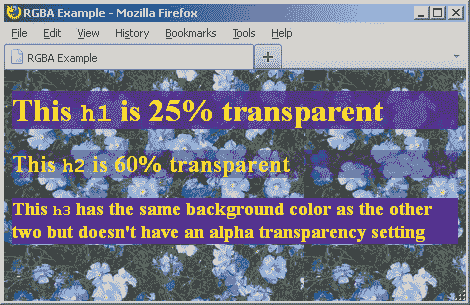 RGBA Example - Mozilla Firefox
File Edit View History Bookmarks Tools Help
RGBA Example
This h1 is 25% transparent
This h2 is 60% transparent
This h3 has the same background color as the other
two but doesn't have an alpha transparency setting